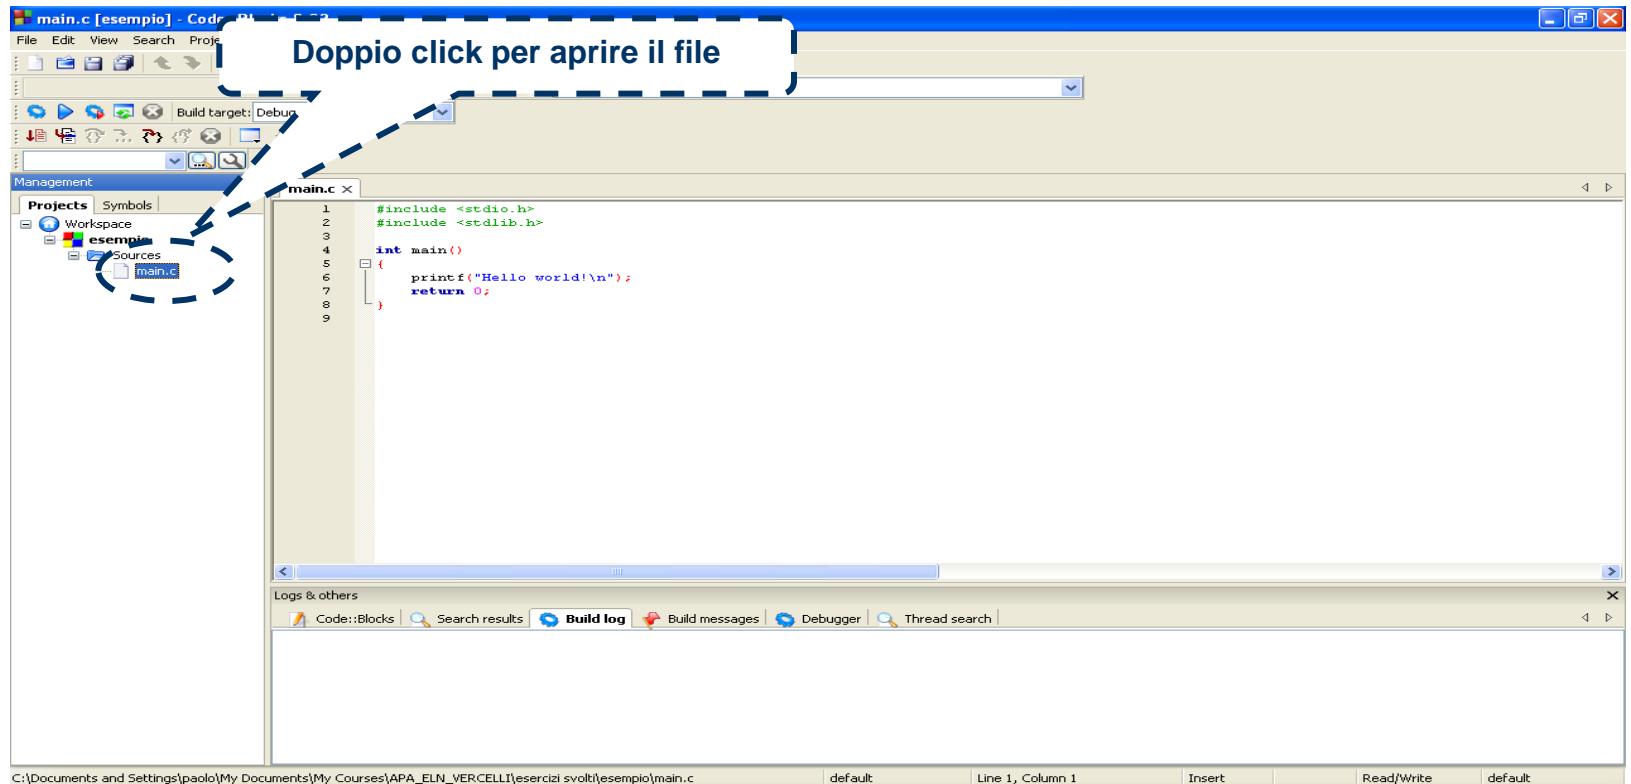 main.c [esempio] - Code
Doppio click per aprire il file
File Edit View Search
Build target: Debug
Management
main.c
Projects Symbols
Workspace
esempio
Sources
main.c
1 #include <stdio.h>
2 #include <stdlib.h>
3
4 int main()
5 {
6 printf("Hello world!\n");
7 return 0;
8 }
9
Logs & others
Code::Blocks Search results Build log Build messages Debugger Thread search
C:\Documents and Settings\paolo\My Documents\My Courses\APA_ELN_VERCELLI\esercizi svolti\esempio\main.c default Line 1, Column 1 Insert Read/Write default